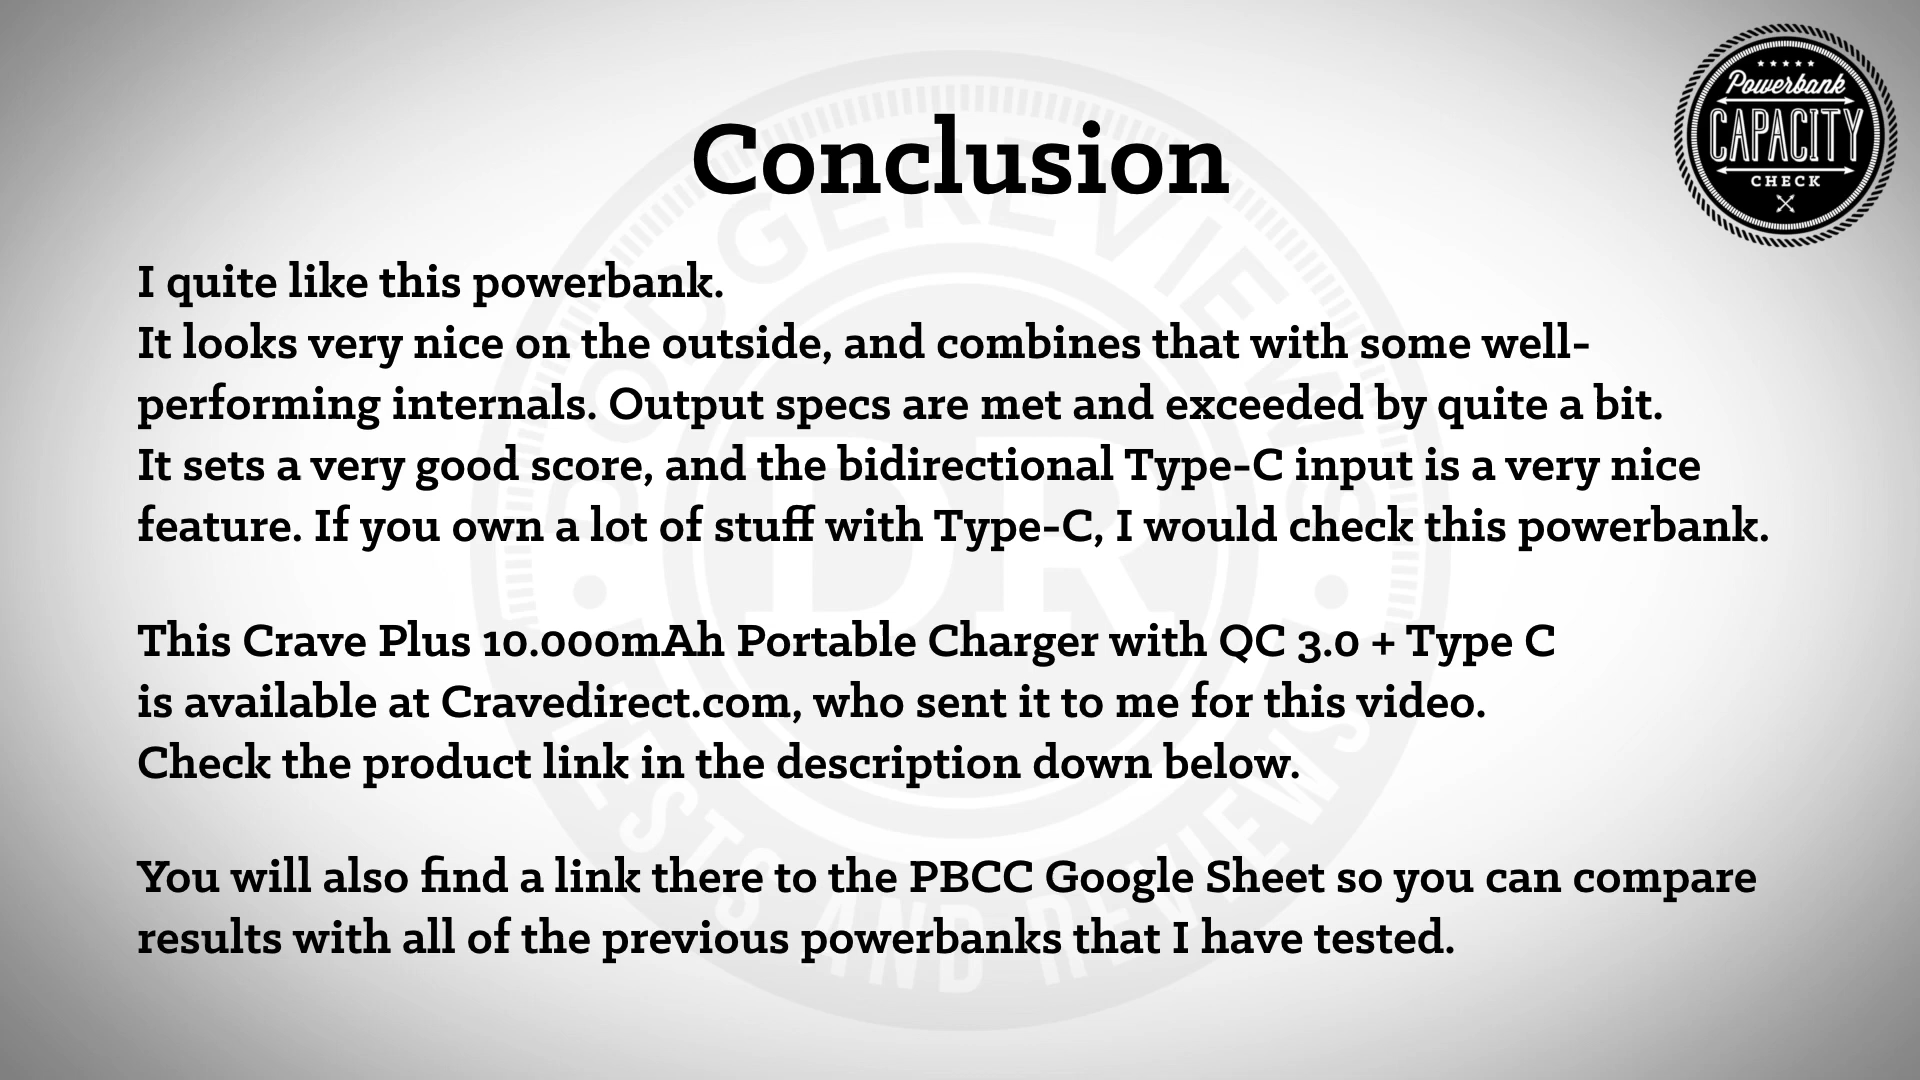 Powerbank
CAPACITY
CHECK
Conclusion
I quite like this powerbank.
It looks very nice on the outside, and combines that with some well-
performing internals. Output specs are met and exceeded by quite a bit.
It sets a very good score, and the bidirectional Type-C input is a very nice
feature. If you own a lot of stuff with Type-C, I would check this powerbank.
This Crave Plus 10.000mAh Portable Charger with QC 3.0 + Type C
is available at Cravedirect.com, who sent it to me for this video.
Check the product link in the description down below.
You will also find a link there to the PBCC Google Sheet so you can compare
results with all of the previous powerbanks that I have tested.
DODGEREVIEWS
DR
TESTS AND REVIEWS